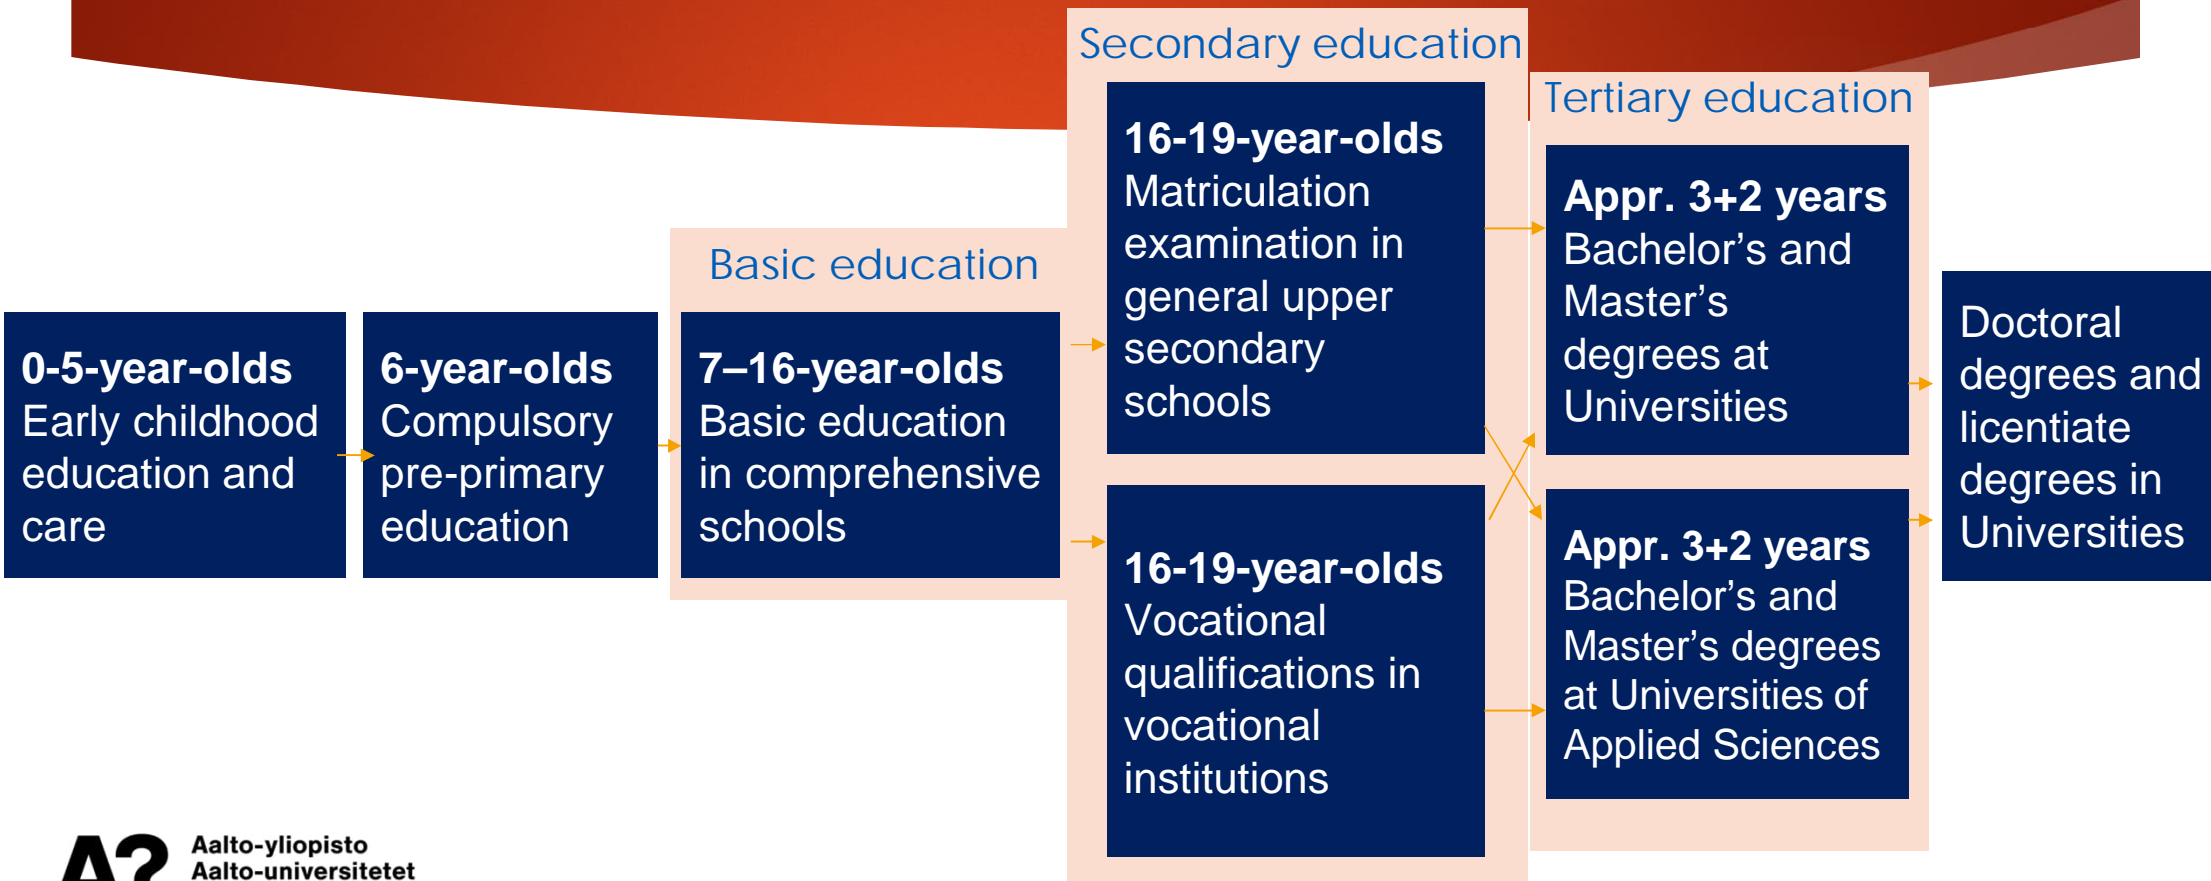 0-5-year-olds
Early childhood
education and
care
6-year-olds
Compulsory
pre-primary
education
Basic education
7–16-year-olds
Basic education
in comprehensive
schools
Secondary education
16-19-year-olds
Matriculation
examination in
general upper
secondary
schools
16-19-year-olds
Vocational
qualifications in
vocational
institutions
Tertiary education
Appr. 3+2 years
Bachelor’s and
Master’s
degrees at
Universities
Appr. 3+2 years
Bachelor’s and
Master’s degrees
at Universities of
Applied Sciences
Doctoral
degrees and
licentiate
degrees in
Universities
A?
Aalto-yliopisto
Aalto-universitetet